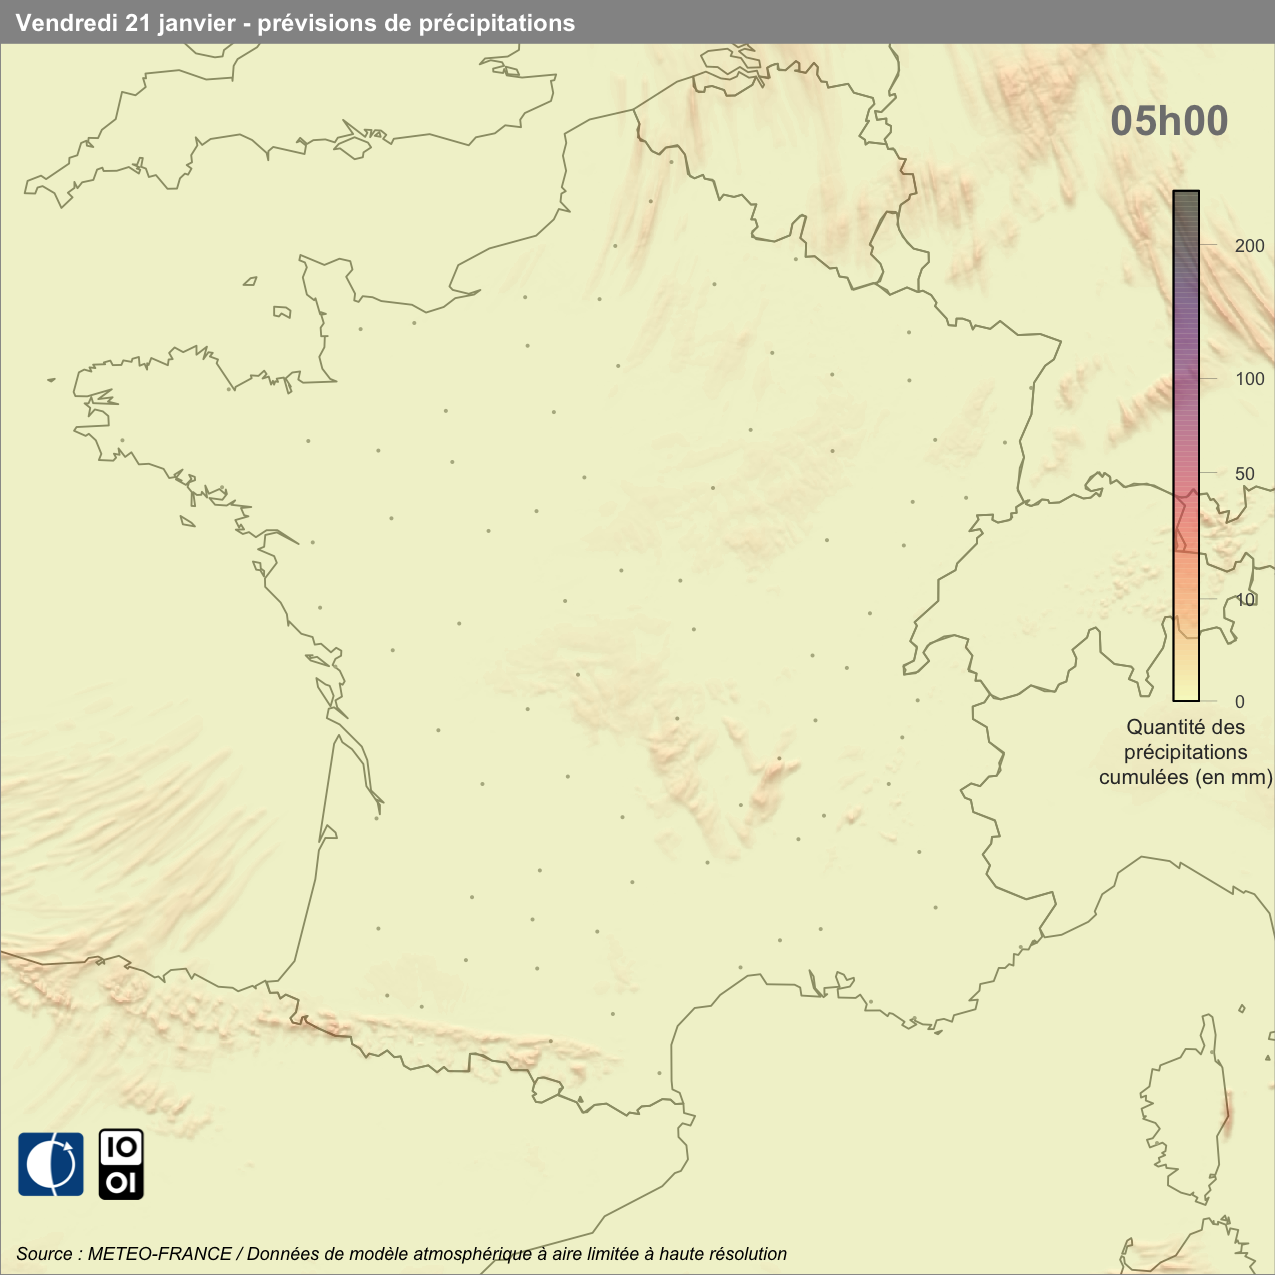 Vendredi 21 janvier - prévisions de précipitations
05h00
200
100
50
10
0
Quantité des
précipitations
cumulées (en mm)
IO
OI
Source : METEO-FRANCE / Données de modèle atmosphérique à aire limitée à haute résolution